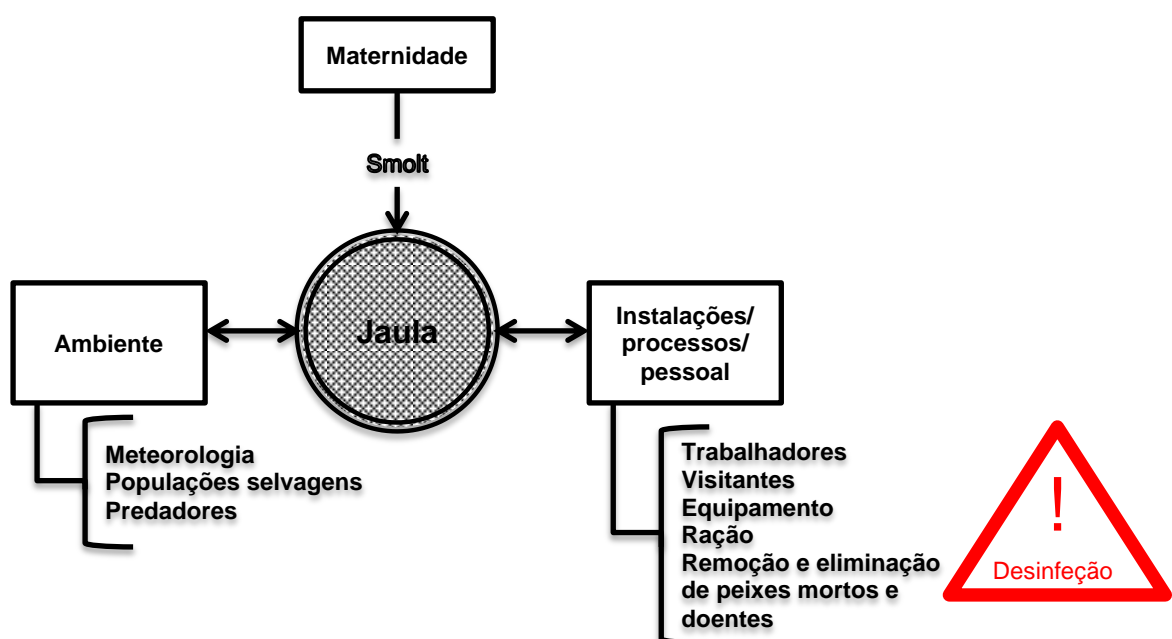 Maternidade
Smolt
Jaula
Ambiente
Instalações/
processos/
pessoal
Meteorologia
Populações selvagens
Predadores
Trabalhadores
Visitantes
Equipamento
Ração
Remoção e eliminação
de peixes mortos e
doentes
!
Desinfeção